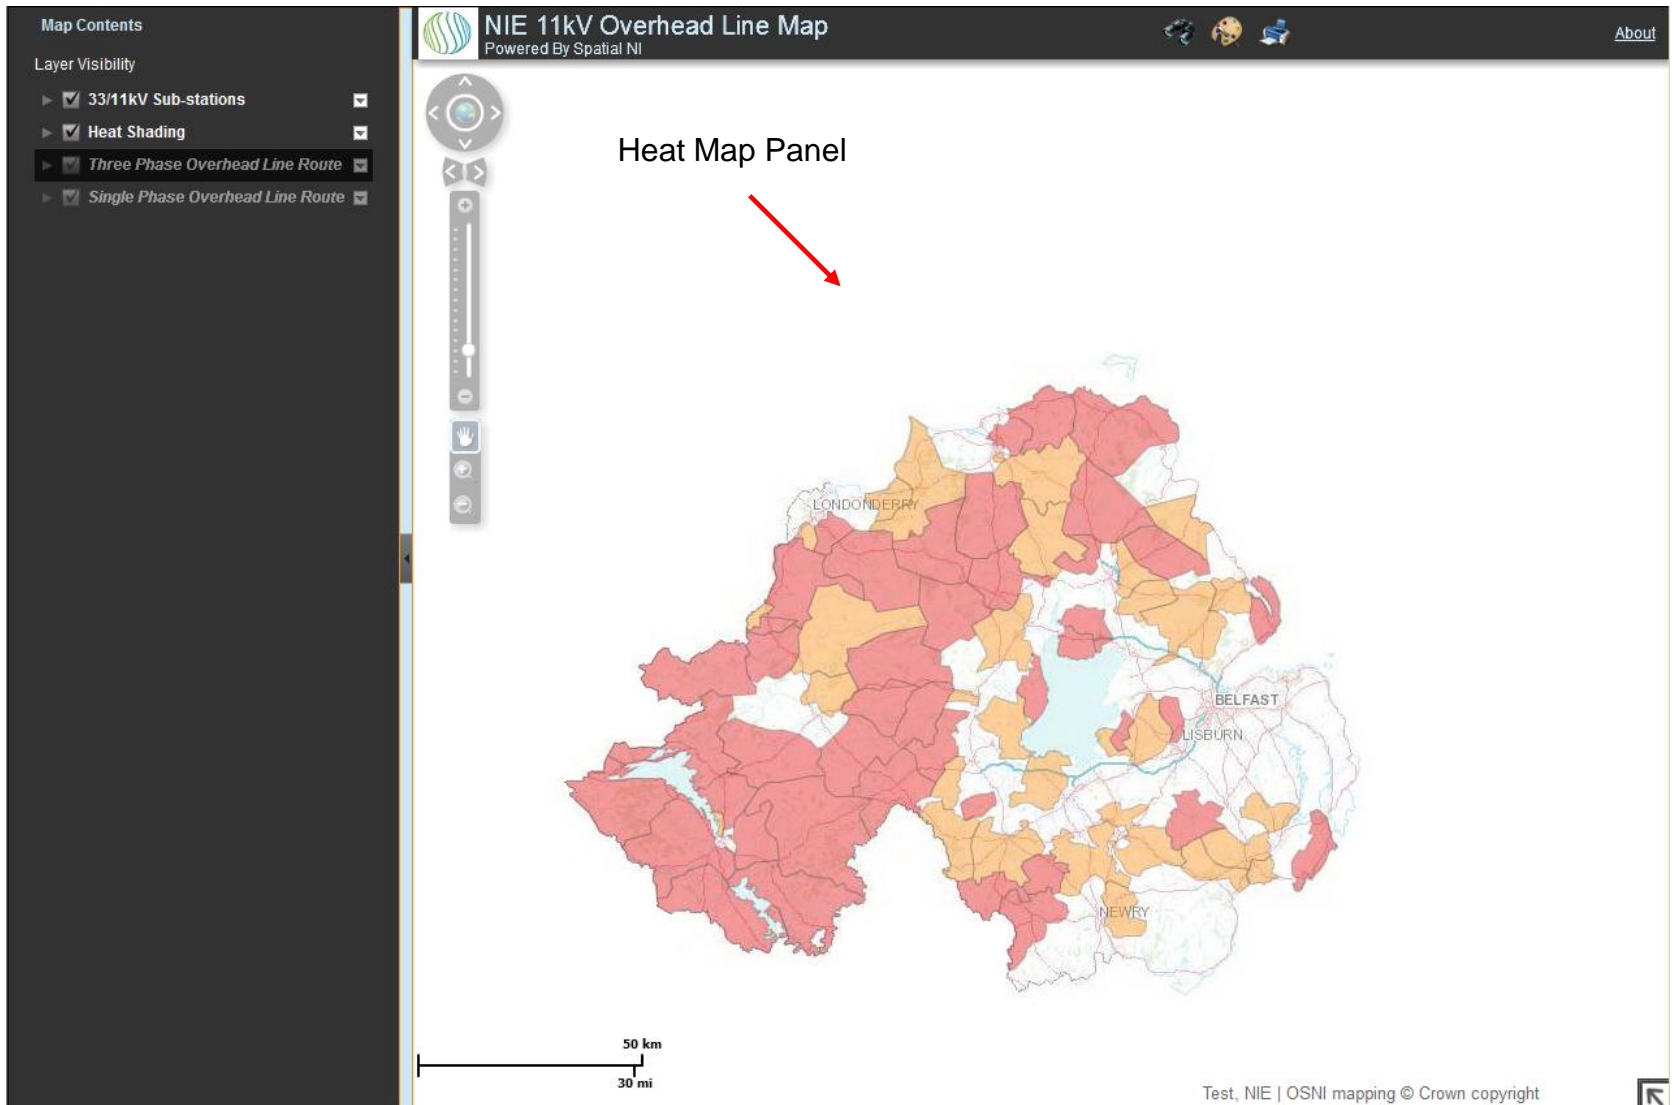 Map Contents
Layer Visibility
33/11kV Sub-stations
Heat Shading
Three Phase Overhead Line Route
Single Phase Overhead Line Route
NIE 11kV Overhead Line Map
Powered By Spatial NI
About
Heat Map Panel
LONDONDERRY
BELFAST
LISBURN
NEWRY
50 km
30 mi
Test, NIE | OSNI mapping © Crown copyright